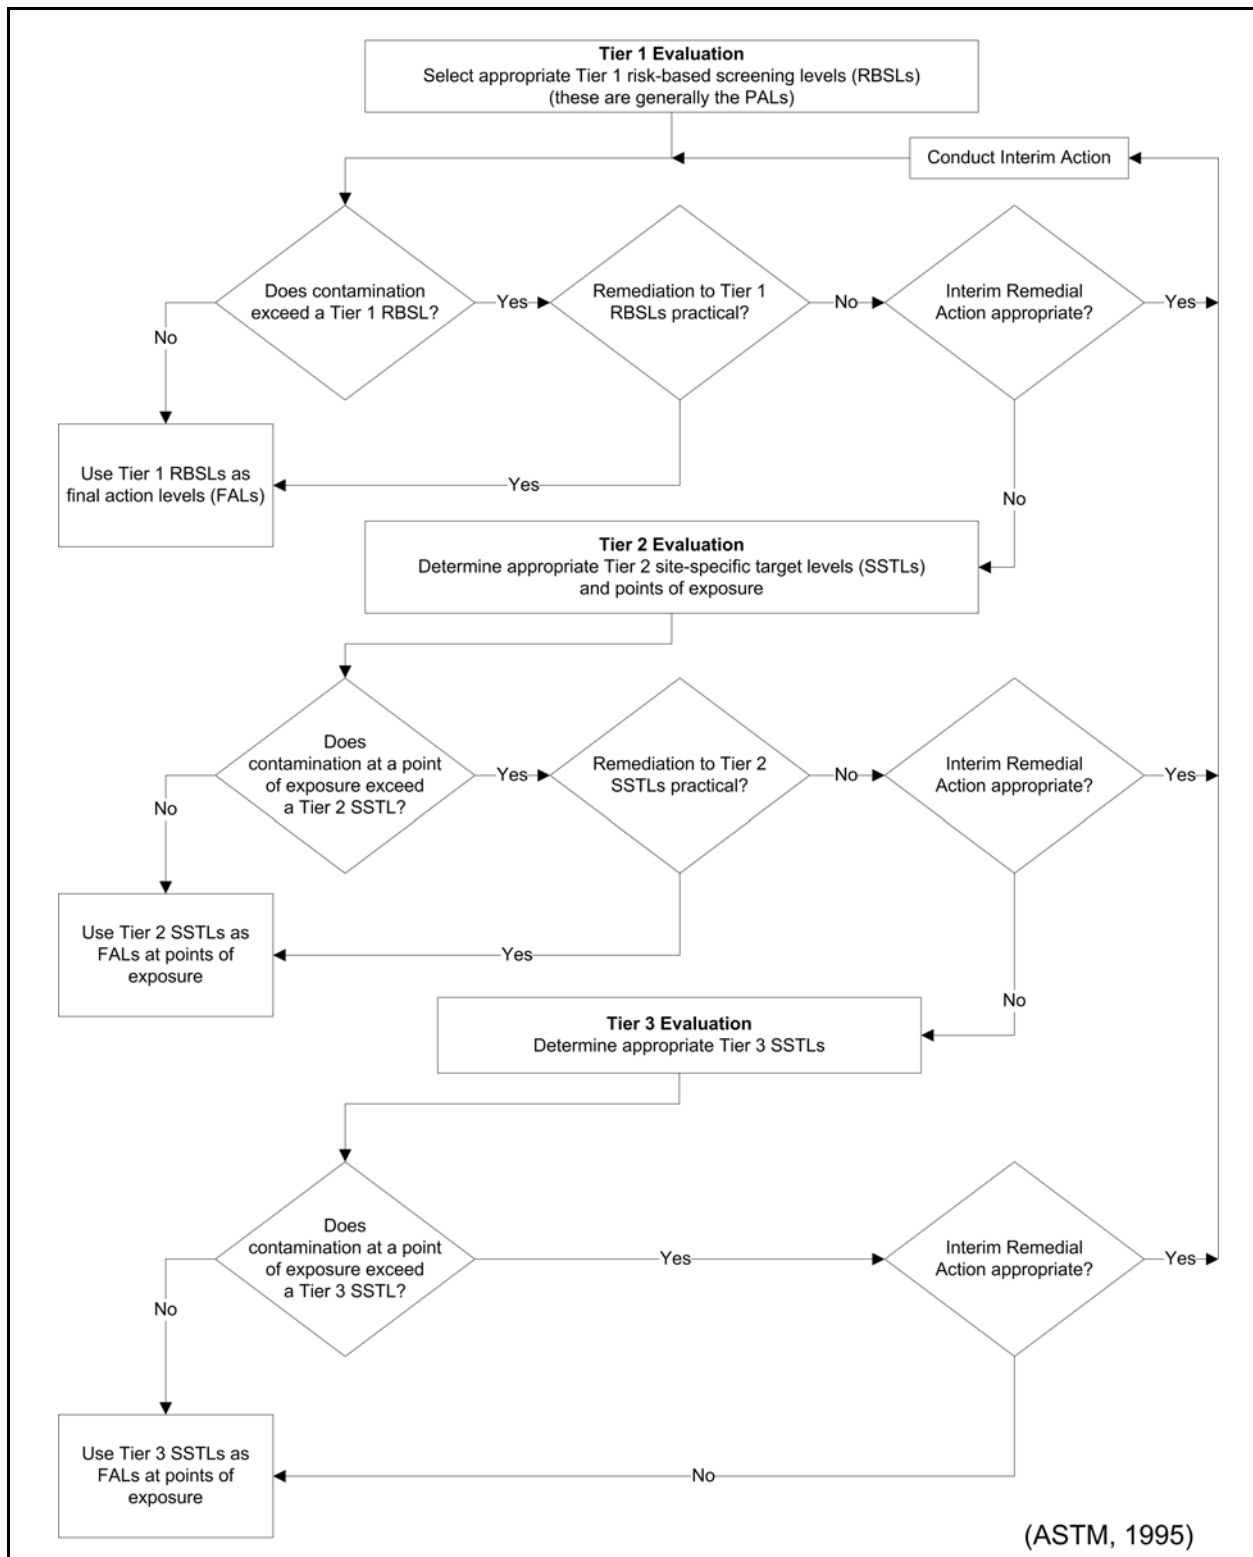 Tier 1 Evaluation
Select appropriate Tier 1 risk-based screening levels (RBSLs)
(these are generally the PALs)
Conduct Interim Action
Does contamination
exceed a Tier 1 RBSL?
Yes
Remediation to Tier 1
RBSLs practical?
No
Interim Remedial
Action appropriate?
Yes
No
Use Tier 1 RBSLs as
final action levels (FALs)
Yes
No
Tier 2 Evaluation
Determine appropriate Tier 2 site-specific target levels (SSTLs)
and points of exposure
Does
contamination at a point
of exposure exceed
a Tier 2 SSTL?
Yes
Remediation to Tier 2
SSTLs practical?
No
Interim Remedial
Action appropriate?
Yes
No
Use Tier 2 SSTLs as
FALs at points of
exposure
Yes
No
Tier 3 Evaluation
Determine appropriate Tier 3 SSTLs
Does
contamination at a point
of exposure exceed
a Tier 3 SSTL?
Yes
Interim Remedial
Action appropriate?
Yes
No
Use Tier 3 SSTLs as
FALs at points of
exposure
No
(ASTM, 1995)